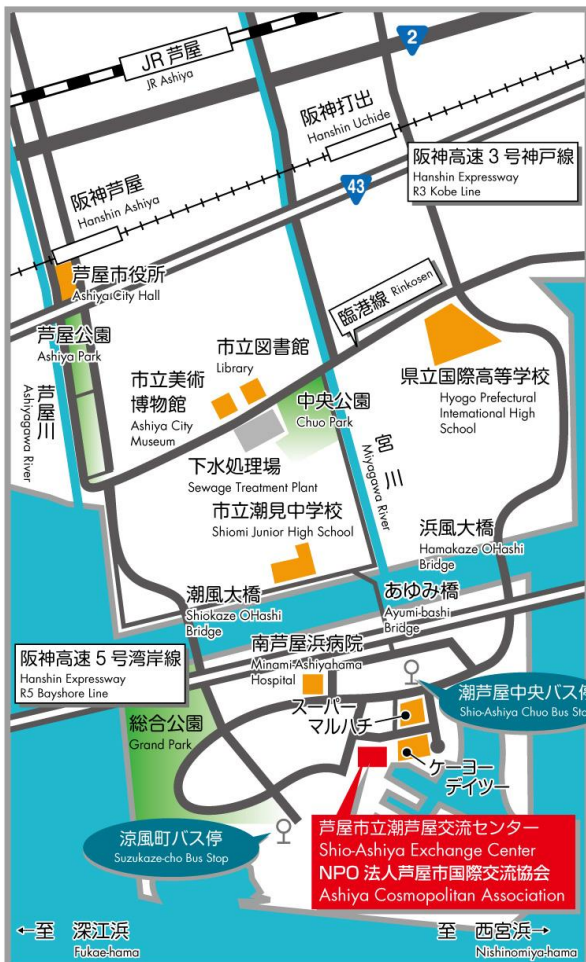 2
JR 芦屋
JR Ashiya
阪神打出
Hanshin Uchide
阪神高速 3 号神戸線
Hanshin Expressway
R3 Kobe Line
43
阪神芦屋
Hanshin Ashiya
芦屋市役所
Ashiya City Hall
芦屋公園
Ashiya Park
芦屋川
Ashiyagawa River
臨港線 Rinkosen
市立図書館
Library
市立美術
博物館
Ashiya City
Museum
中央公園
Chuo Park
県立国際高等学校
Hyogo Prefectural
International High
School
下水処理場
Sewage Treatment Plant
宮川
Miyagawa River
市立潮見中学校
Shiomi Junior High School
浜風大橋
Hamakaze OHashi
Bridge
潮風大橋
Shiokaze OHashi
Bridge
あゆみ橋
Ayumi-bashi
Bridge
阪神高速 5 号湾岸線
Hanshin Expressway
R5 Bayshore Line
南芦屋浜病院
Minami Ashiyahama
Hospital
潮芦屋中央バス停
Shio-Ashiya Chuo Bus Sto
スーパー
マルハチ
総合公園
Grand Park
ケーヨー
デイツー
涼風町バス停
Suzukaze-cho Bus Stop
芦屋市立潮芦屋交流センター
Shio-Ashiya Exchange Center
NPO 法人芦屋市国際交流協会
Ashiya Cosmopolitan Association
←至 深江浜
Fukae-hama
至 西宮浜→
Nishinomiya-hama